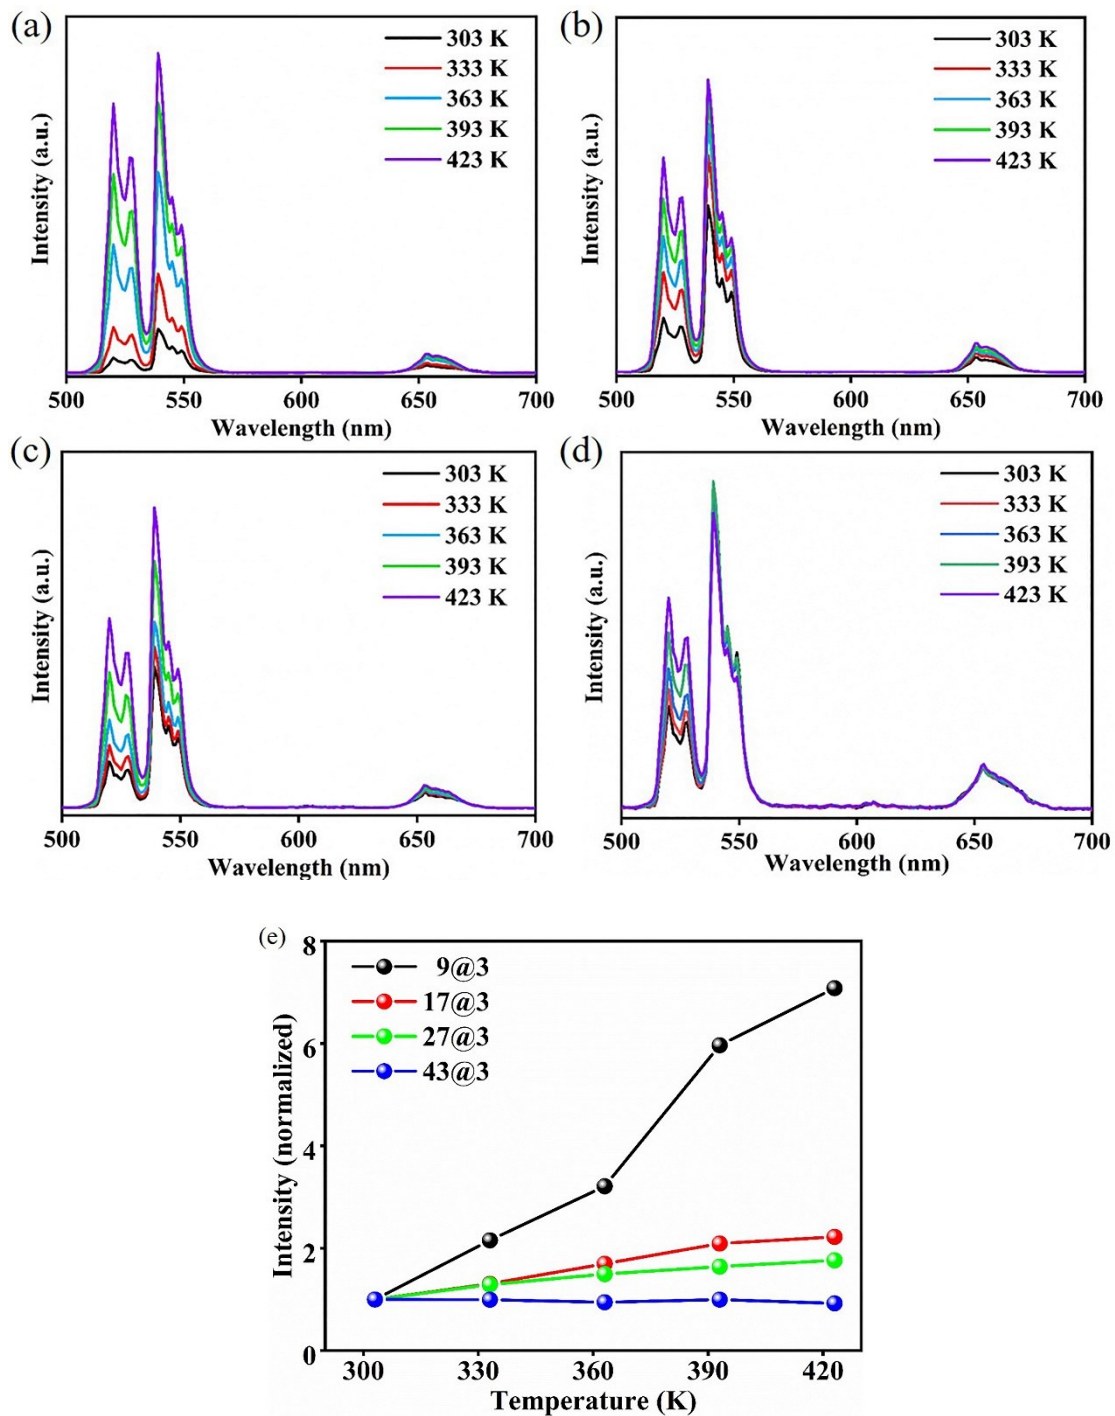 (a)
303 K
333 K
363 K
393 K
423 K
Intensity (a.u.)
500 550 600 650 700
Wavelength (nm)
(b)
303 K
333 K
363 K
393 K
423 K
Intensity (a.u.)
500 550 600 650 700
Wavelength (nm)
(c)
303 K
333 K
363 K
393 K
423 K
Intensity (a.u.)
500 550 600 650 700
Wavelength (nm)
(d)
303 K
333 K
363 K
393 K
423 K
Intensity (a.u.)
500 550 600 650 700
Wavelength (nm)
(e)
9@3
17@3
27@3
43@3
Intensity (normalized)
8
6
4
2
0
300 330 360 390 420
Temperature (K)